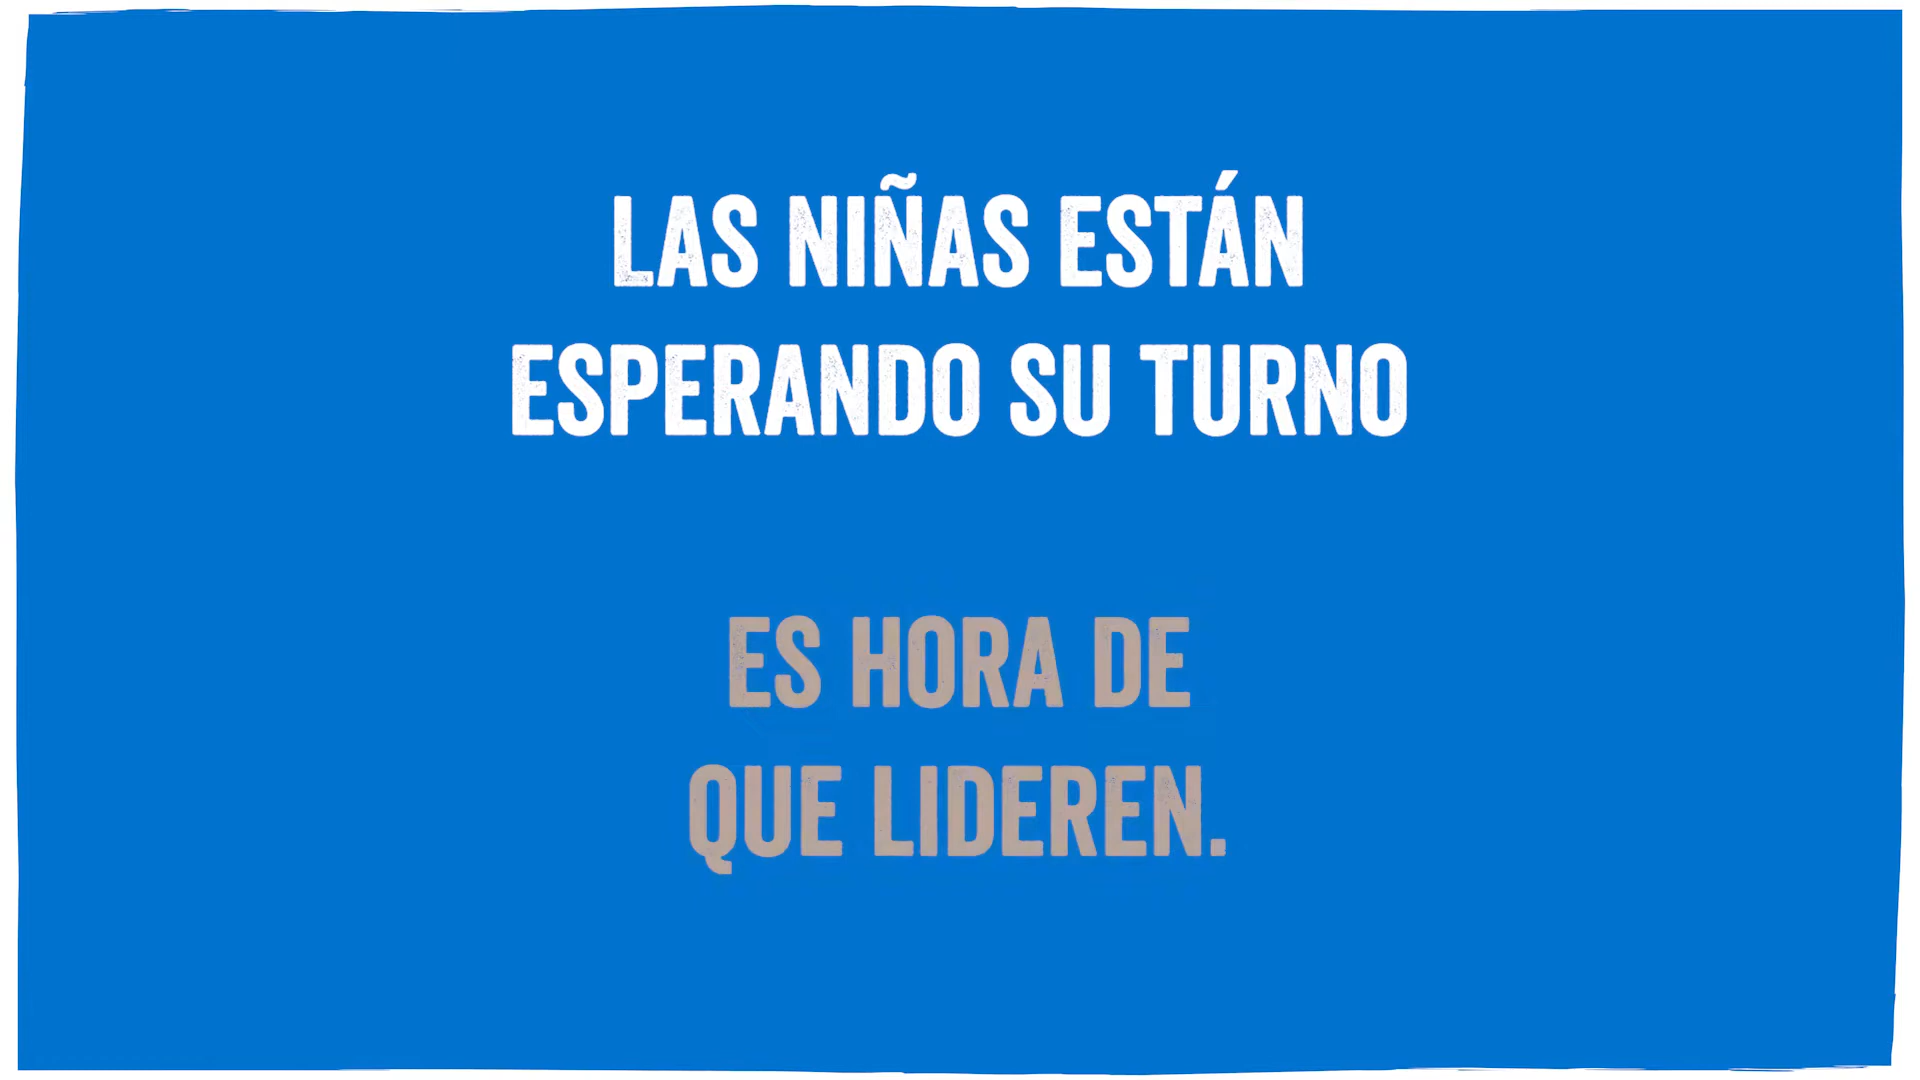 LAS NIÑAS ESTÁN
ESPERANDO SU TURNO
ES HORA DE
QUE LIDEREN.